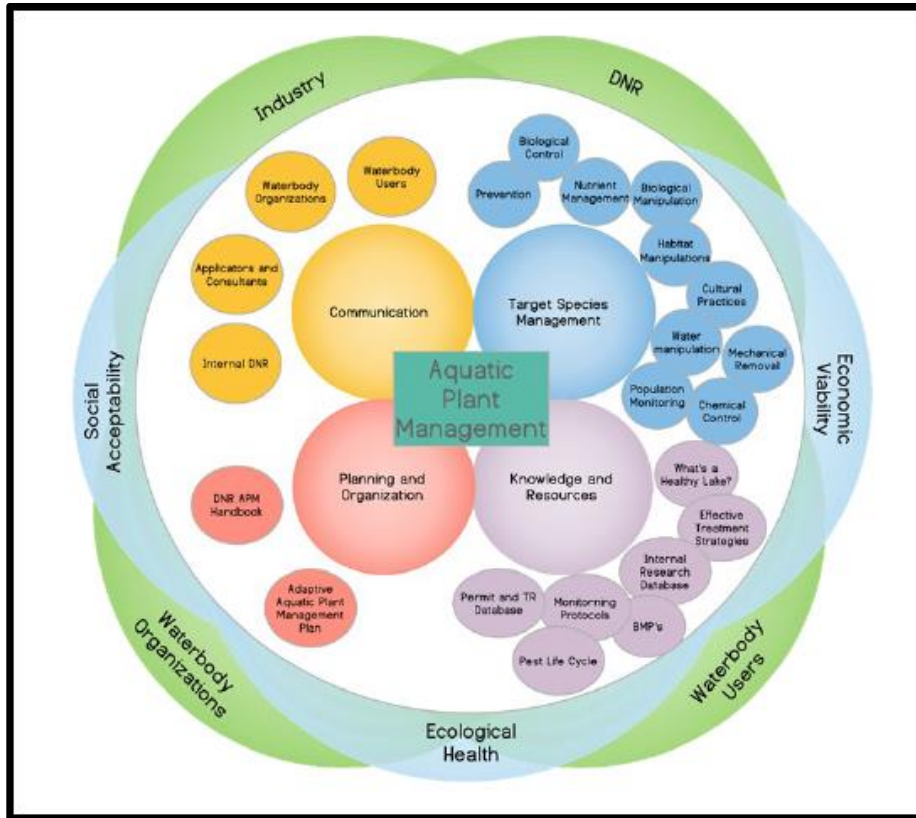 Industry
DNR
Biological
Control
Waterbody
Users
Waterbody
Organizations
Prevention
Nutrient
Management
Biological
Manipulation
Habitat
Manipulations
Applicators and
Consultants
Cultural
Practices
Communication
Target Species
Management
Water
manipulation
Mechanical
Removal
Internal DNR
Population
Monitoring
Chemical
Control
Aquatic
Plant
Management
Social
Acceptability
Economic
Viability
Planning and
Organization
Knowledge and
Resources
What's a
Healthy Lake?
DNR APM
Handbook
Effective
Treatment
Strategies
Internal
Research
Database
Adaptive
Aquatic Plant
Management
Plan
Permit and TR
Database
Monitorning
Protocols
BMP's
Pest Life Cycle
Waterbody
Organizations
Waterbody
Users
Ecological
Health